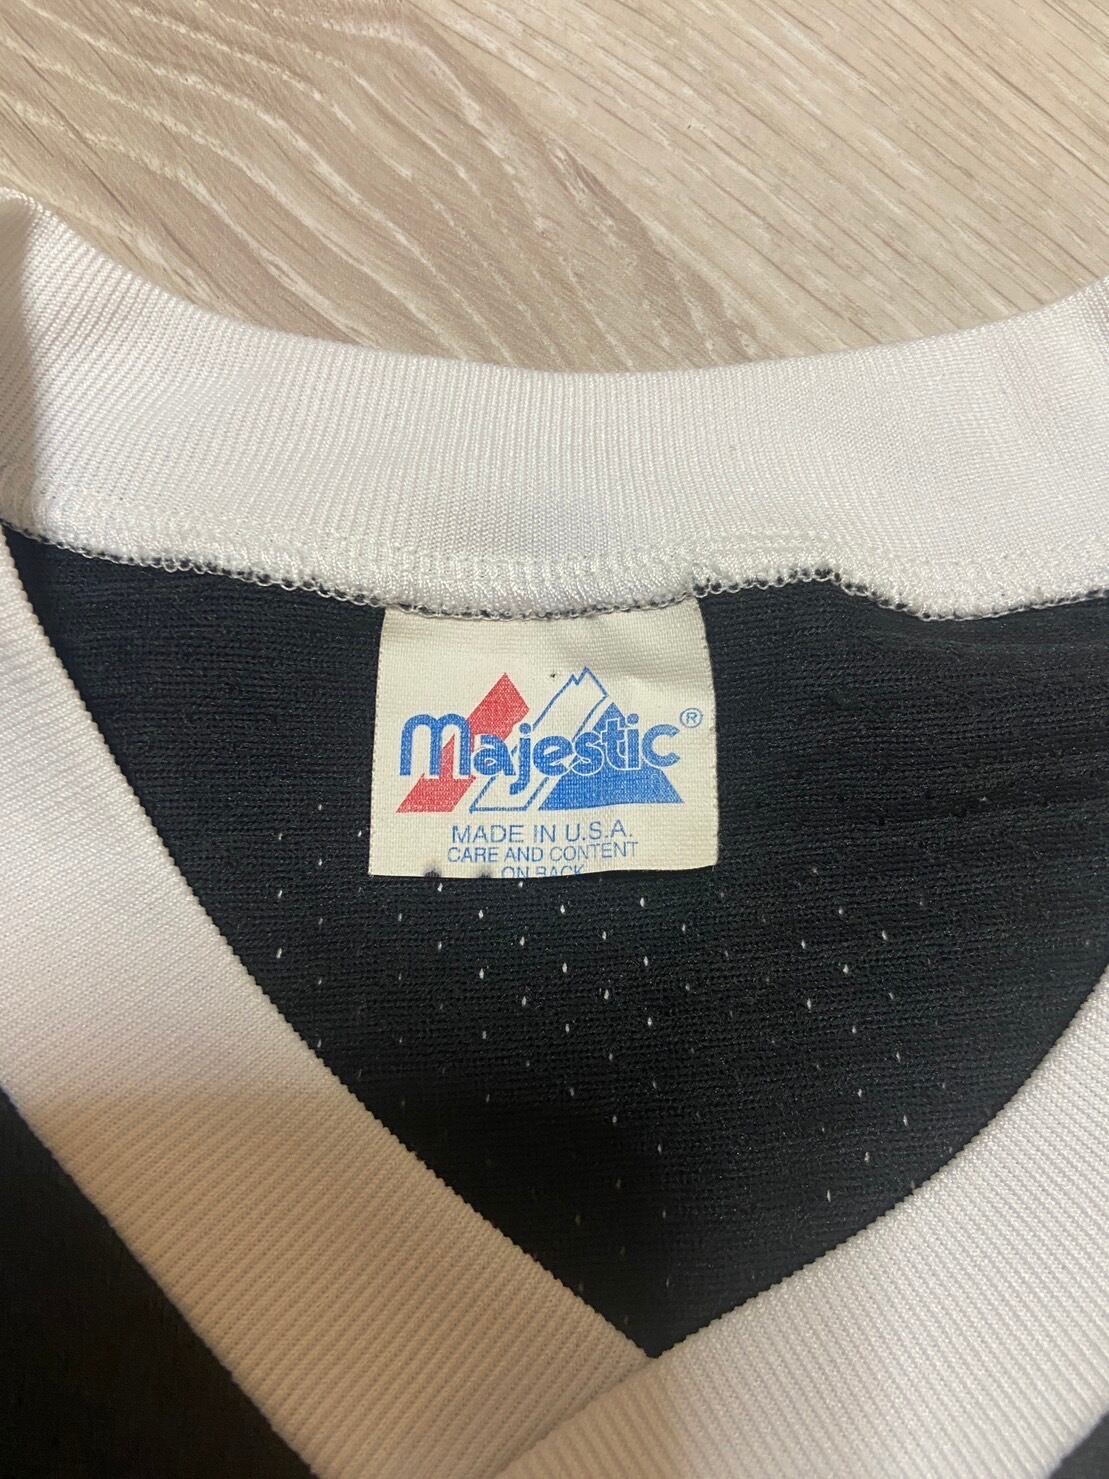 Majestic®
MADE IN U.S.A.
CARE AND CONTENT
ON BACK